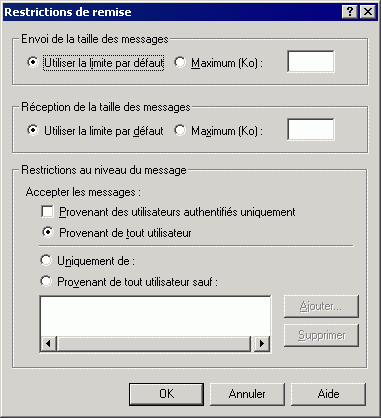 Restrictions de remise
Envoi de la taille des messages
Utiliser la limite par défaut
Maximum (Ko) :
Réception de la taille des messages
Utiliser la limite par défaut
Maximum (Ko) :
Restrictions au niveau du message
Accepter les messages :
Provenant des utilisateurs authentifiés uniquement
Provenant de tout utilisateur
Uniquement de :
Provenant de tout utilisateur sauf :
Ajouter...
Supprimer
OK
Annuler
Aide